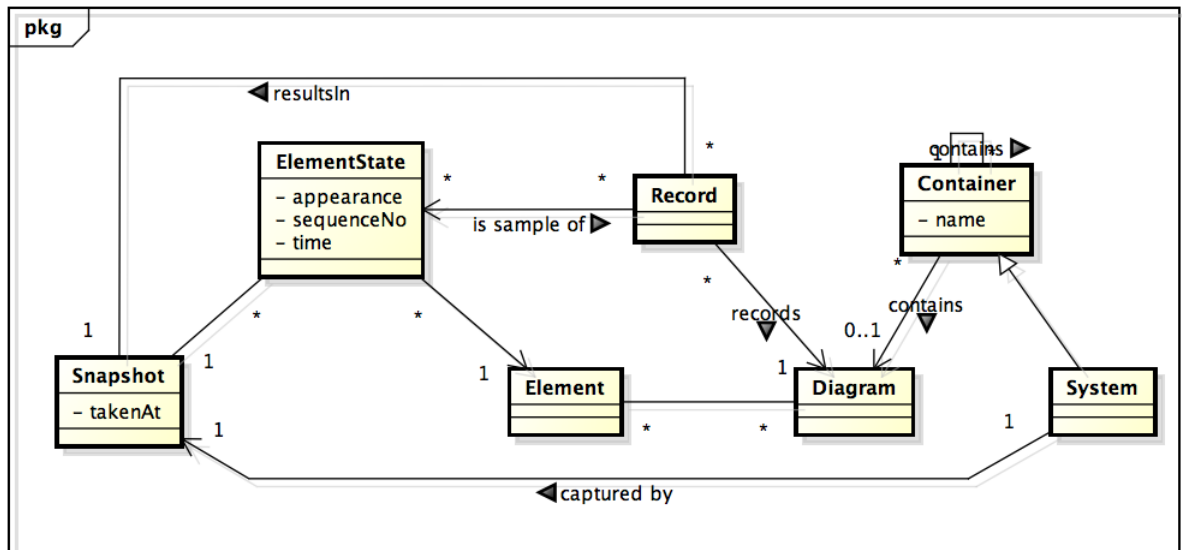 pkg
resultsIn
ElementState
- appearance
- sequenceNo
- time
*
*
*
is sample of
Record
contains
1
*
Container
- name
*
*
records
contains
*
*
1
1
1
0..1
1
Snapshot
- takenAt
Element
Diagram
System
*
*
1
1
captured by